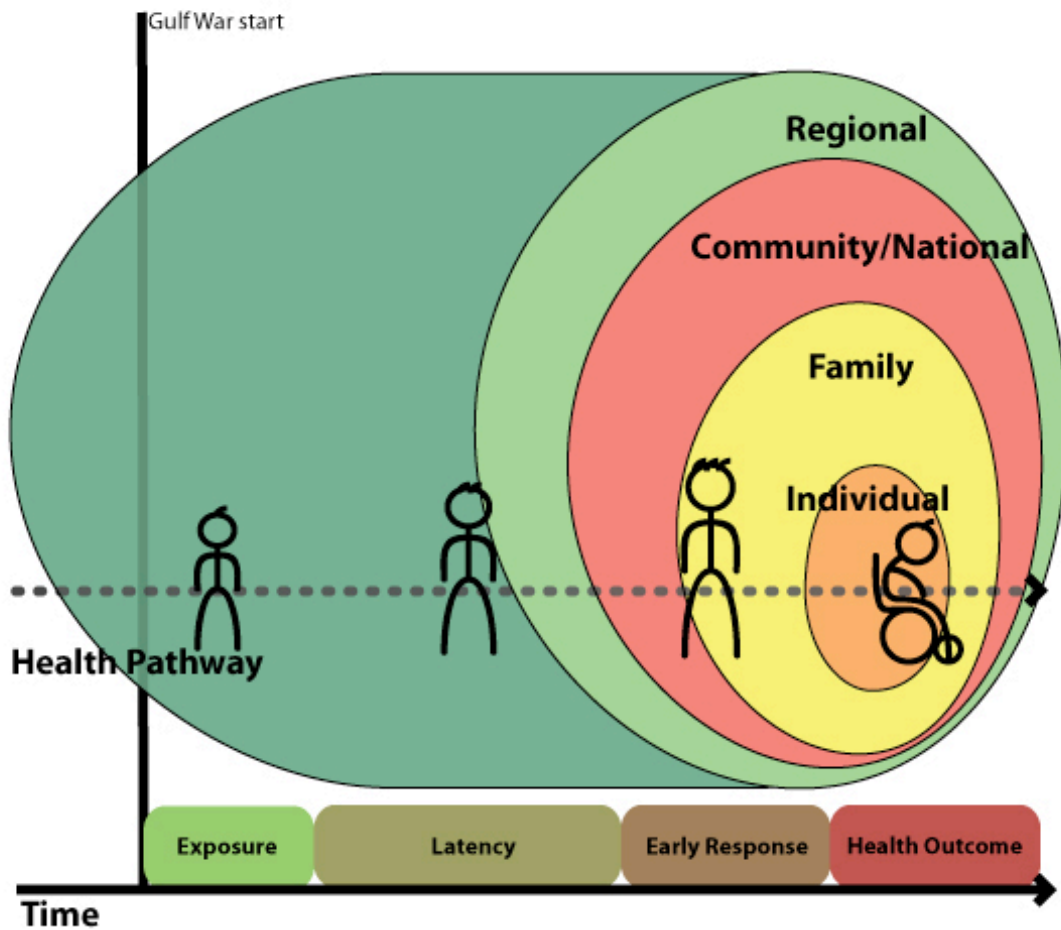 Gulf War start
Regional
Community/National
Family
Individual
Health Pathway
Exposure
Latency
Early Response
Health Outcome
Time